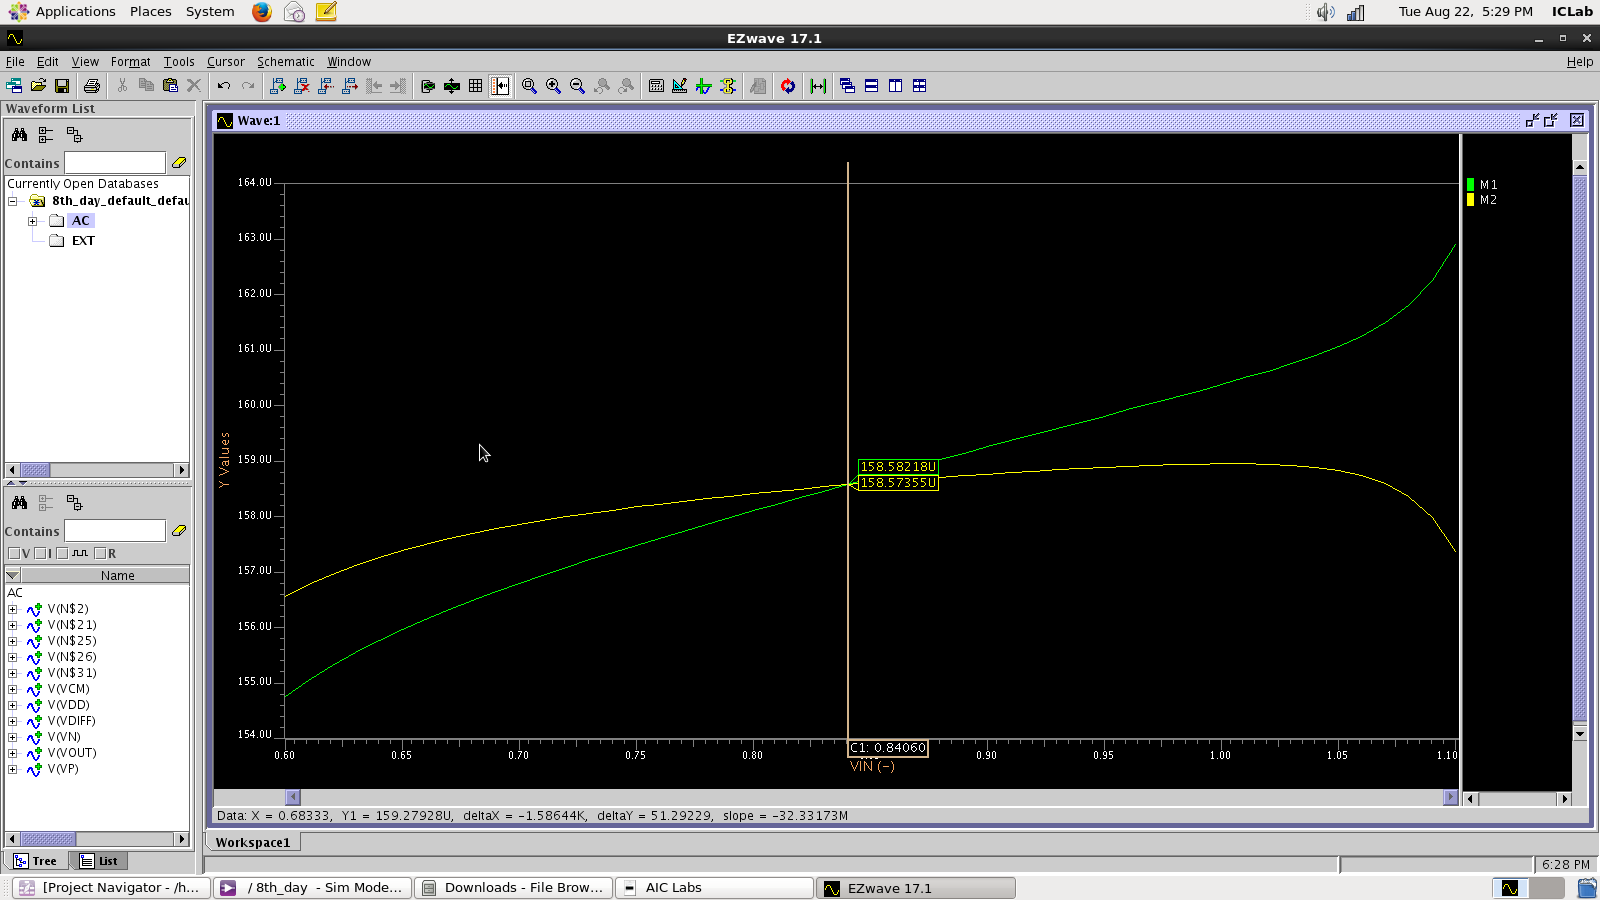 Applications Places System
Tue Aug 22, 5:29 PM ICLab
EZwave 17.1
File Edit View Format Tools Cursor Schematic Window Help
Waveform List
Contains
Currently Open Databases
8th_day_default_defau
AC
EXT
Contains
V I R
Name
AC
V(N$2)
V(N$21)
V(N$25)
V(N$26)
V(N$31)
V(VCM)
V(VDD)
V(VDIFF)
V(VN)
V(VOUT)
V(VP)
Tree List
Wave:1
164.0U
163.0U
162.0U
161.0U
160.0U
159.0U
158.0U
157.0U
156.0U
155.0U
154.0U
Y Values
158.58218U
158.57355U
M1
M2
C1: 0.84060
0.60 0.65 0.70 0.75 0.80 0.90 0.95 1.00 1.05 1.10
VIN (−)
Data: X = 0.68333, Y1 = 159.27928U, deltaX = −1.58644K, deltaY = 51.29229, slope = −32.33173M
Workspace1
6:28 PM
[Project Navigator - /h... / 8th_day - Sim Mode... Downloads - File Brow... AIC Labs EZwave 17.1